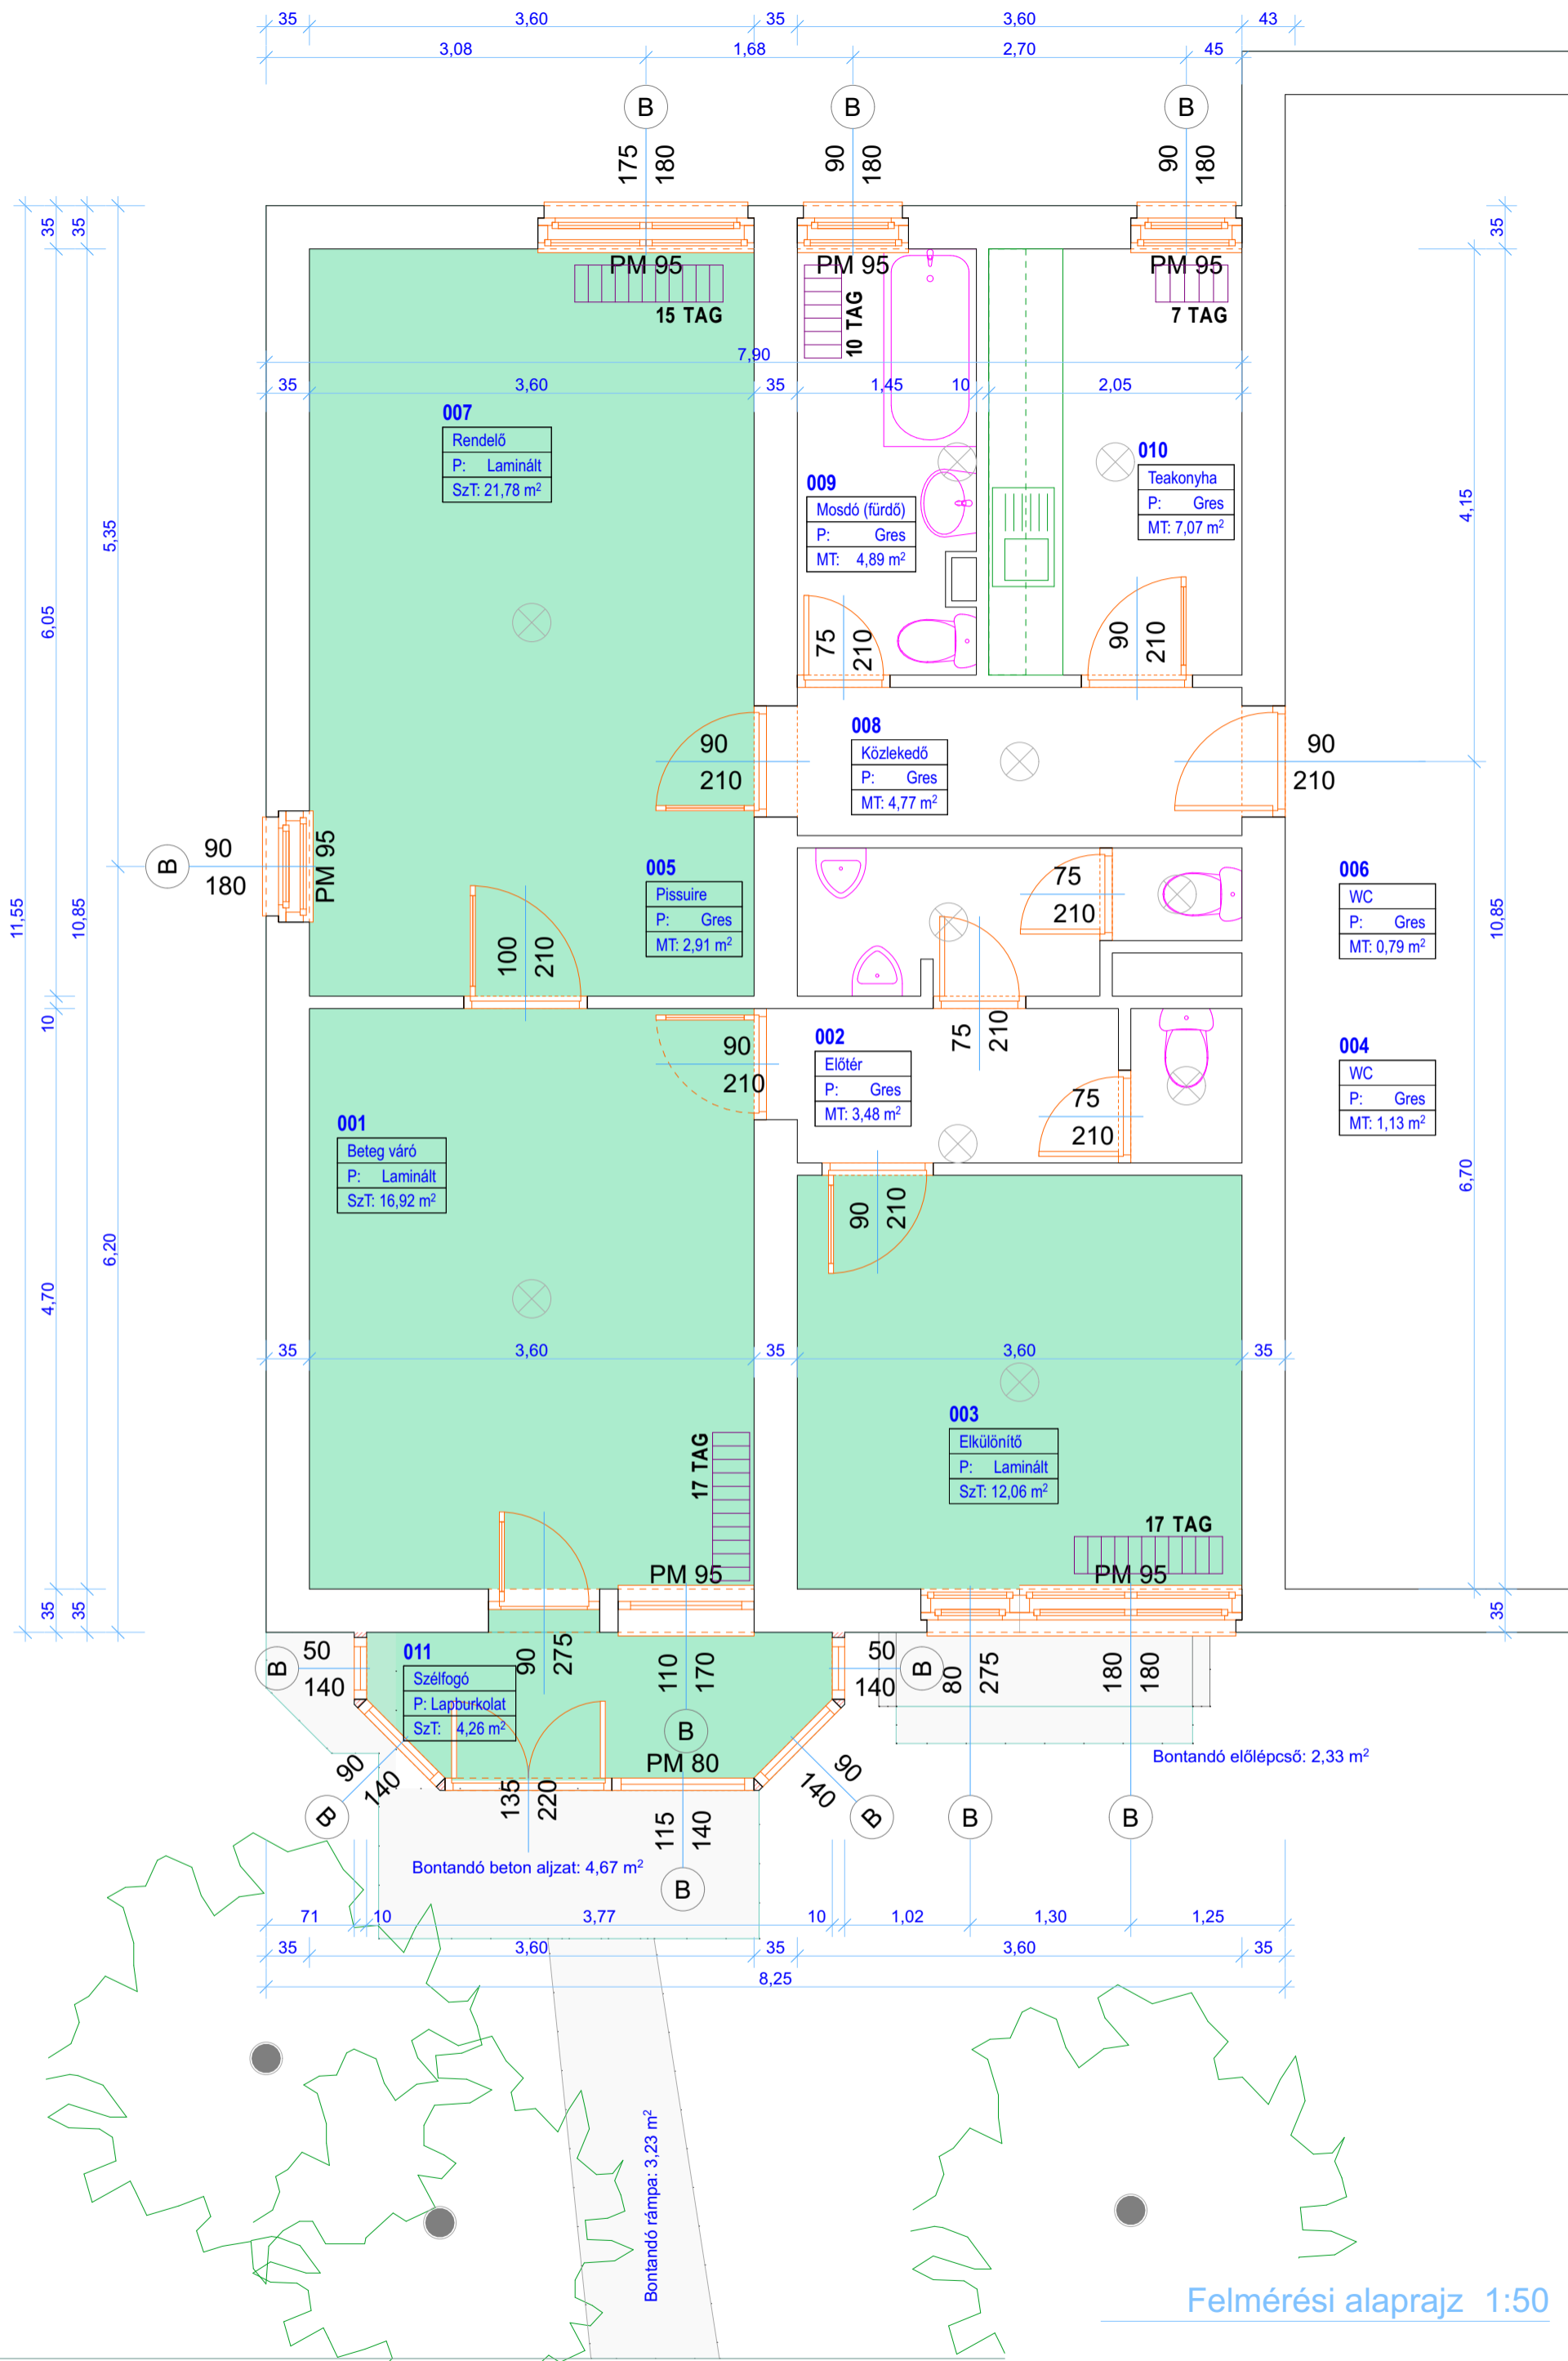 35 3,60 35 3,60 43
3,08 1,68 2,70 45
B B B
175 180 90 180 90 180
35 35 35
PM 95 PM 95 PM 95
15 TAG 10 TAG 7 TAG
7,90
35 3,60 35 1,45 10 2,05
007
Rendelő
P: Laminált
SzT: 21,78 m²
009
Mosdó (fürdő)
P: Gres
MT: 4,89 m²
010
Teakonyha
P: Gres
MT: 7,07 m²
5,35
4,15
6,05
75 210
90 210
008
Közlekedő
P: Gres
MT: 4,77 m²
90
210
90
210
B
90
180
PM 95
005
Pissuire
P: Gres
MT: 2,91 m²
75
210
006
WC
P: Gres
MT: 0,79 m²
11,55
10,85
10,85
100 210
10
75 210
002
Előtér
P: Gres
MT: 3,48 m²
90
210
75
210
004
WC
P: Gres
MT: 1,13 m²
001
Beteg váró
P: Laminált
SzT: 16,92 m²
90 210
6,70
6,20
4,70
35 3,60 35 3,60 35
003
Elkülönítő
P: Laminált
SzT: 12,06 m²
17 TAG
17 TAG
PM 95
PM 95
35 35 35
B
50
140
011
Szélfogó
P: Lapburkolat
SzT: 4,26 m²
90 275
110 170
B
50
140
B
80 275
180 180
Bontandó előlépcső: 2,33 m²
PM 80
90
140
B
135 220
115 140
90
140
B
B
B
Bontandó beton aljzat: 4,67 m²
B
71 10 3,77 10 1,02 1,30 1,25
35 3,60 35 3,60 35
8,25
Bontandó rámpa: 3,23 m²
Felmérési alaprajz 1:50